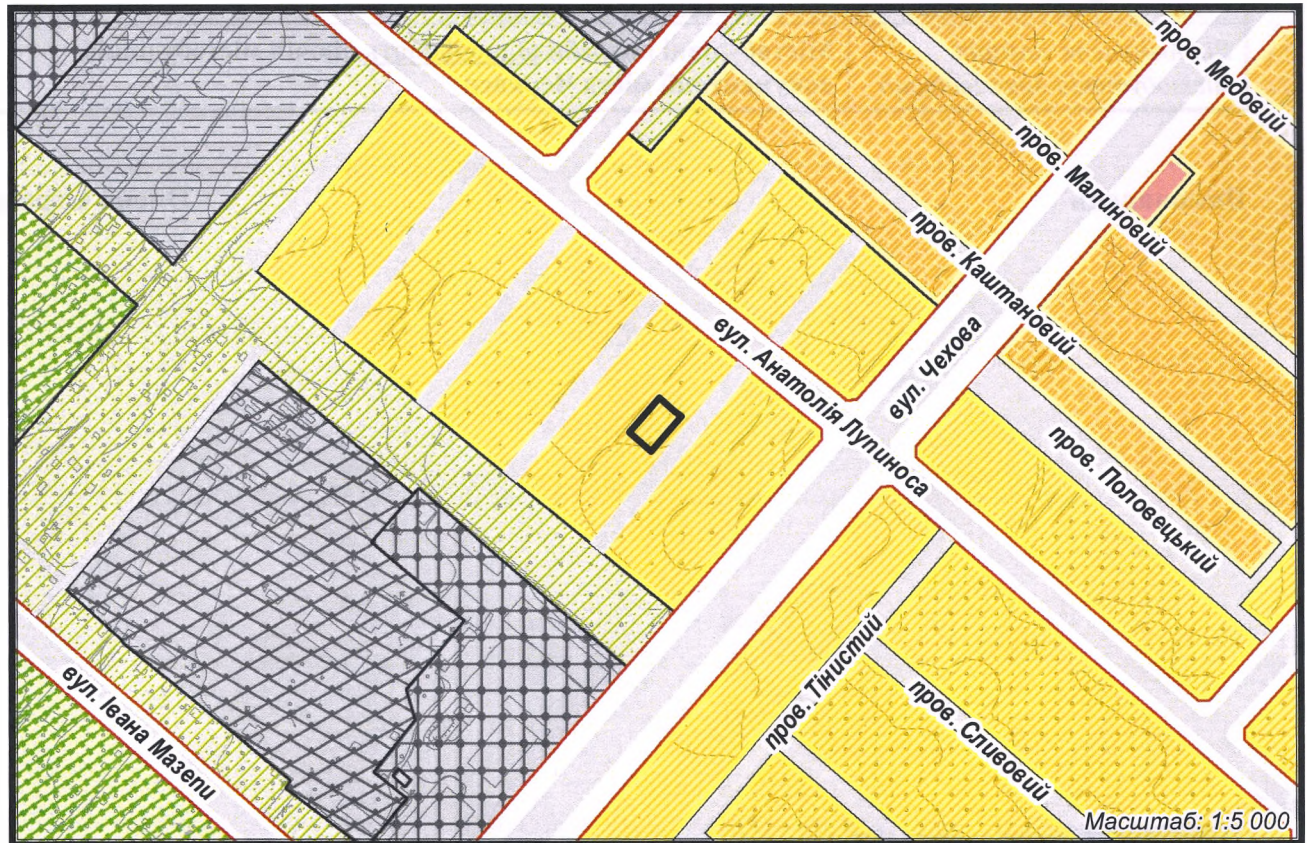 пров. Медовий
пров. Малиновий
пров. Каштановий
вул. Чехова
вул. Анатолія Лупиноса
пров. Половецький
пров. Тінистий
пров. Сливовий
вул. Івана Мазепи
Масштаб: 1:5 000